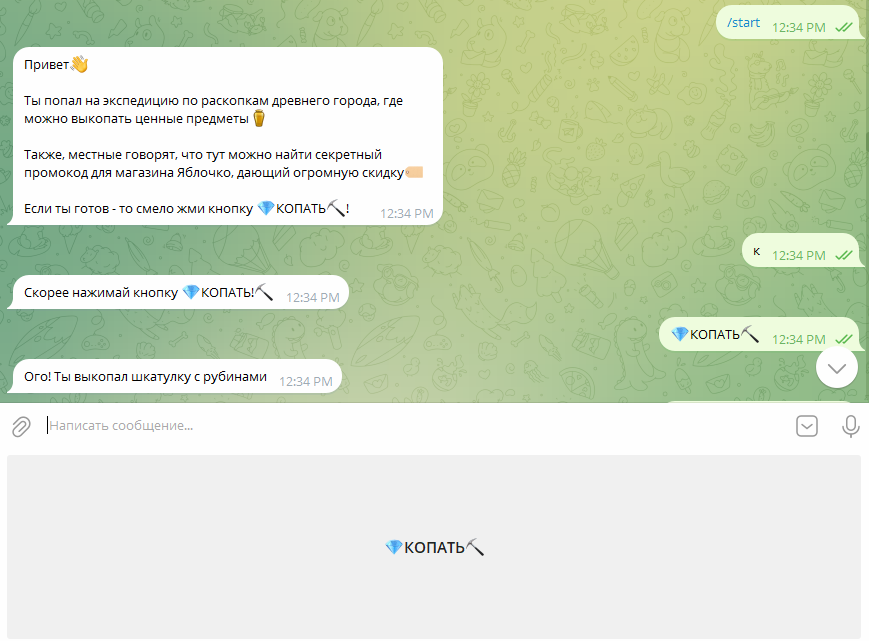 /start 12:34 PM
Привет👋
Ты попал на экспедицию по раскопкам древнего города, где
можно выкопать ценные предметы ⚱️
Также, местные говорят, что тут можно найти секретный
промокод для магазина Яблочко, дающий огромную скидку🏷️
Если ты готов - то смело жми кнопку 💎КОПАТЬ⛏️! 12:34 PM
к 12:34 PM
Скорее нажимай кнопку 💎КОПАТЬ!⛏️ 12:34 PM
💎КОПАТЬ⛏️ 12:34 PM
Ого! Ты выкопал шкатулку с рубинами 12:34 PM
Написать сообщение...
💎КОПАТЬ⛏️